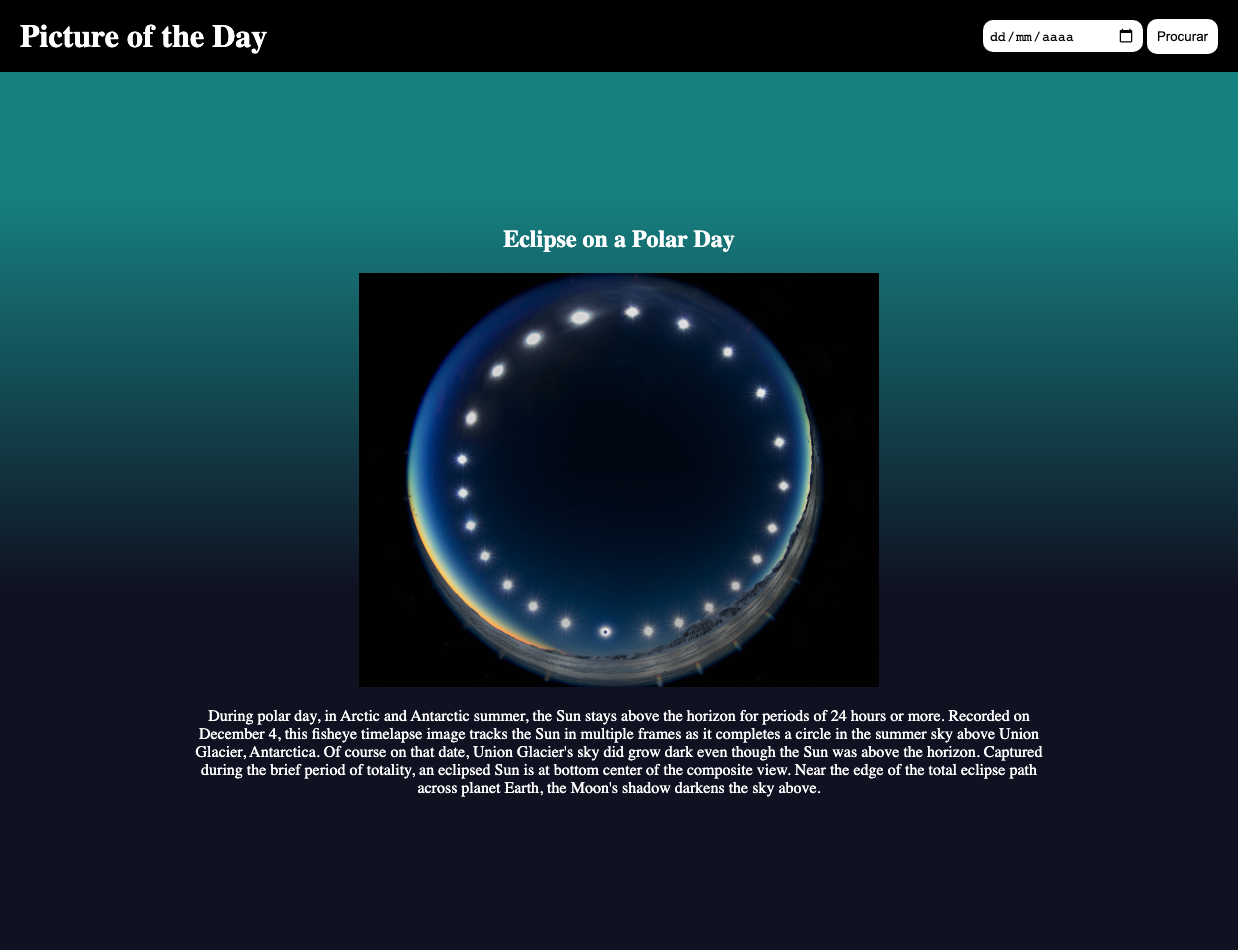 Picture of the Day
dd/mm/aaaa
Procurar
Eclipse on a Polar Day
During polar day, in Arctic and Antarctic summer, the Sun stays above the horizon for periods of 24 hours or more. Recorded on
December 4, this fisheye timelapse image tracks the Sun in multiple frames as it completes a circle in the summer sky above Union
Glacier, Antarctica. Of course on that date, Union Glacier's sky did grow dark even though the Sun was above the horizon. Captured
during the brief period of totality, an eclipsed Sun is at bottom center of the composite view. Near the edge of the total eclipse path
across planet Earth, the Moon's shadow darkens the sky above.